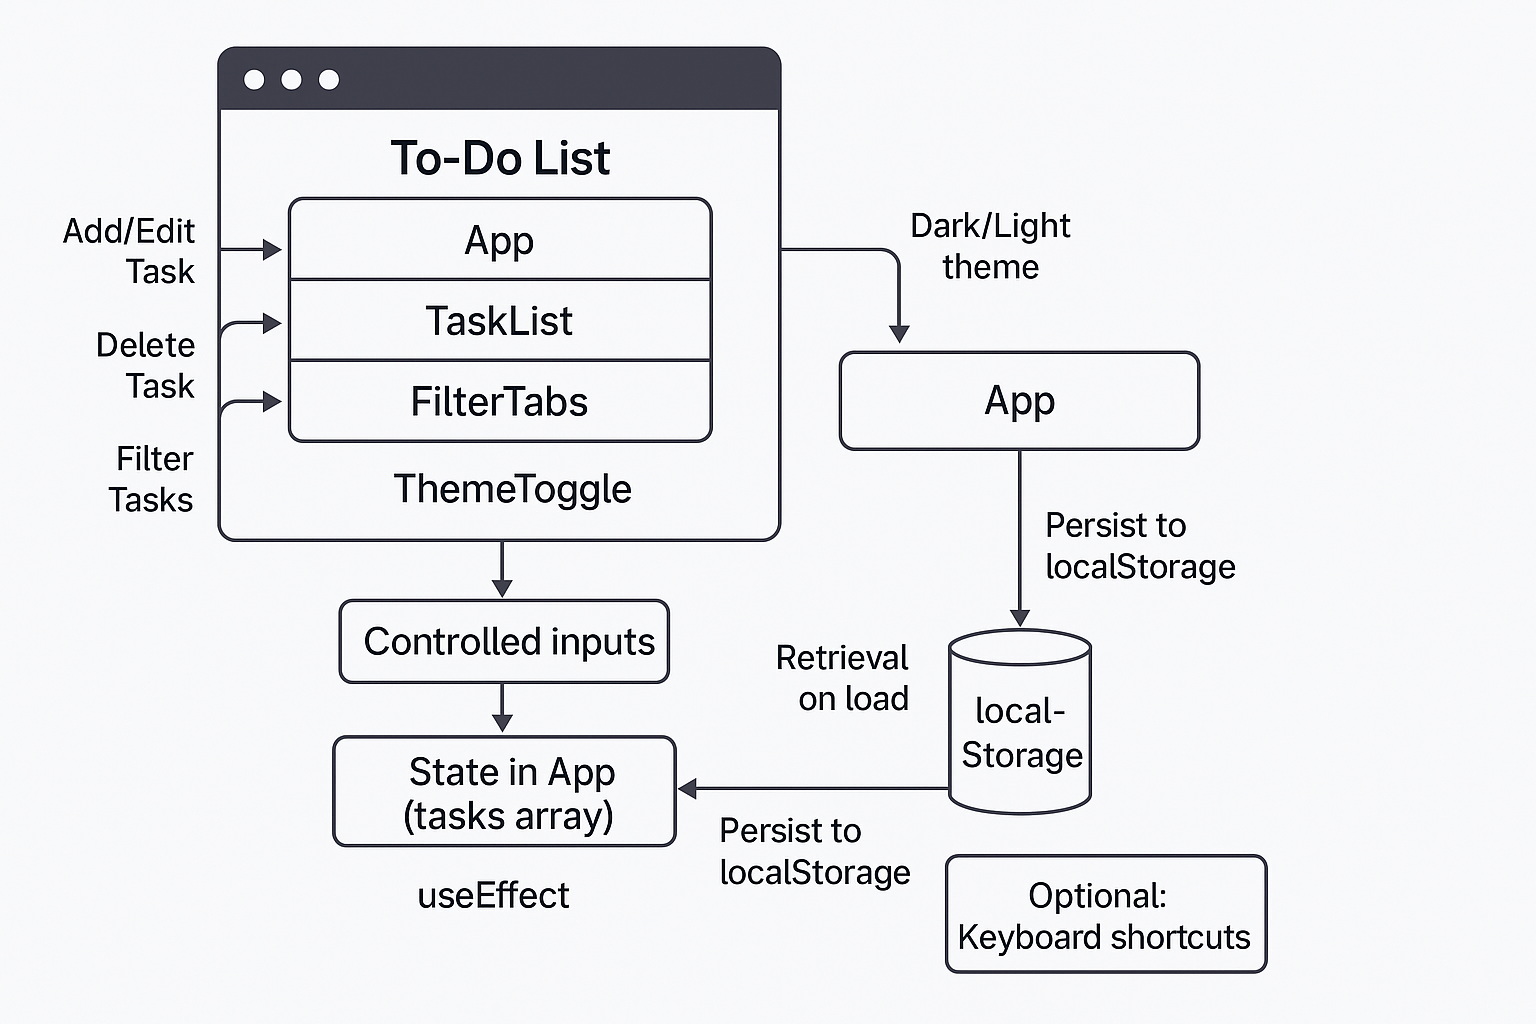 To-Do List
App
TaskList
FilterTabs
ThemeToggle
Add/Edit
Task
Delete
Task
Filter
Tasks
Dark/Light
theme
App
Persist to
localStorage
Controlled inputs
Retrieval
on load
local-
Storage
State in App
(tasks array)
Persist to
localStorage
useEffect
Optional:
Keyboard shortcuts